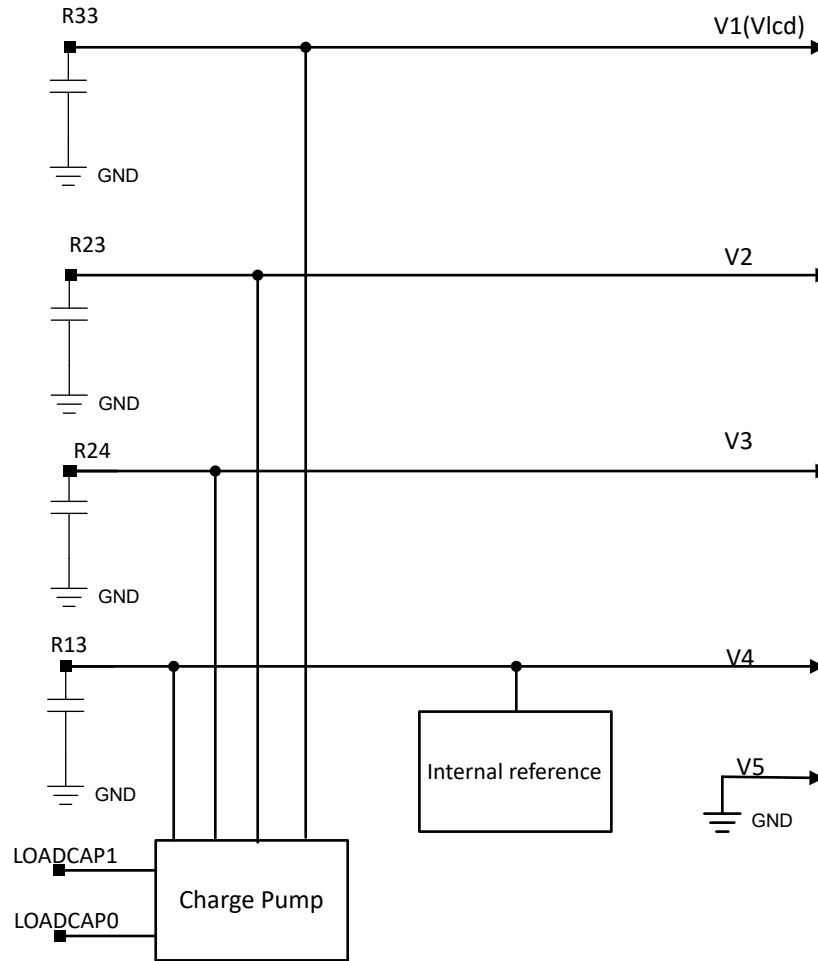 R33
V1(Vlcd)
GND
R23
V2
GND
R24
V3
GND
R13
V4
Internal reference
V5
GND
GND
LOADCAP1
Charge Pump
LOADCAP0